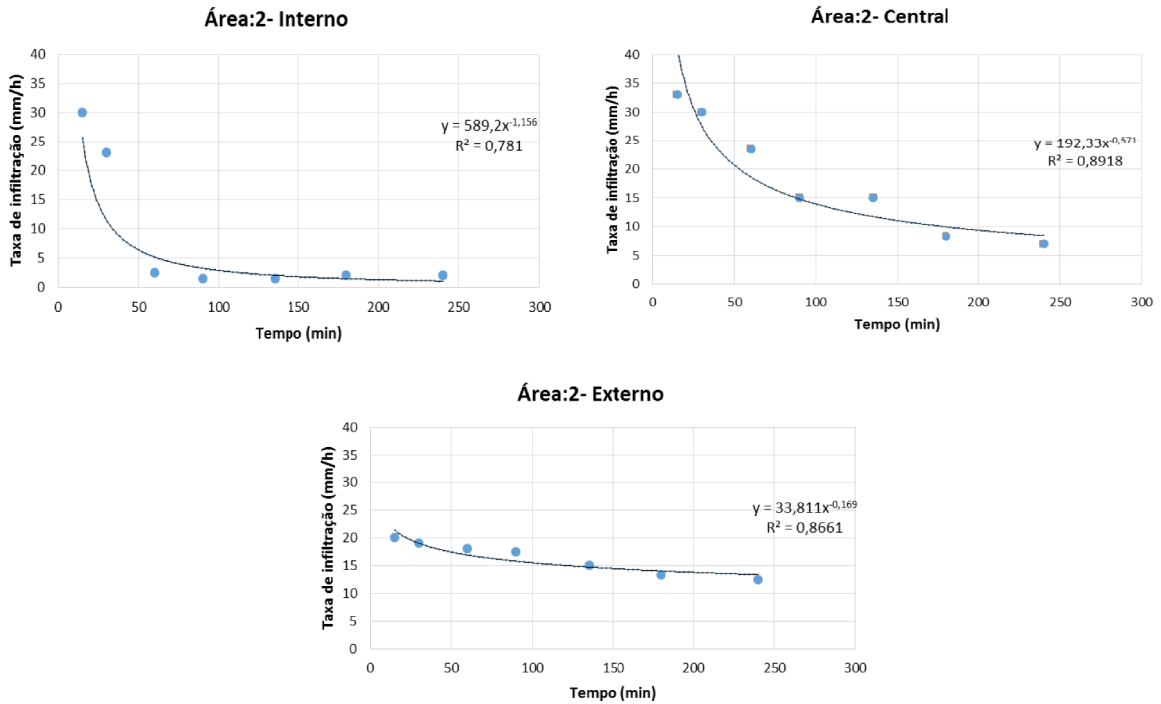 Área:2- Interno
Taxa de infiltração (mm/h)
40
35
30
25
20
15
10
5
0
y = 589,2x^-1,156
R² = 0,781
0 50 100 150 200 250 300
Tempo (min)
Área:2- Central
Taxa de infiltração (mm/h)
40
35
30
25
20
15
10
5
0
y = 192,33x^-0,571
R² = 0,8918
0 50 100 150 200 250 300
Tempo (min)
Área:2- Externo
Taxa de infiltração (mm/h)
40
35
30
25
20
15
10
5
0
y = 33,811x^-0,169
R² = 0,8661
0 50 100 150 200 250 300
Tempo (min)